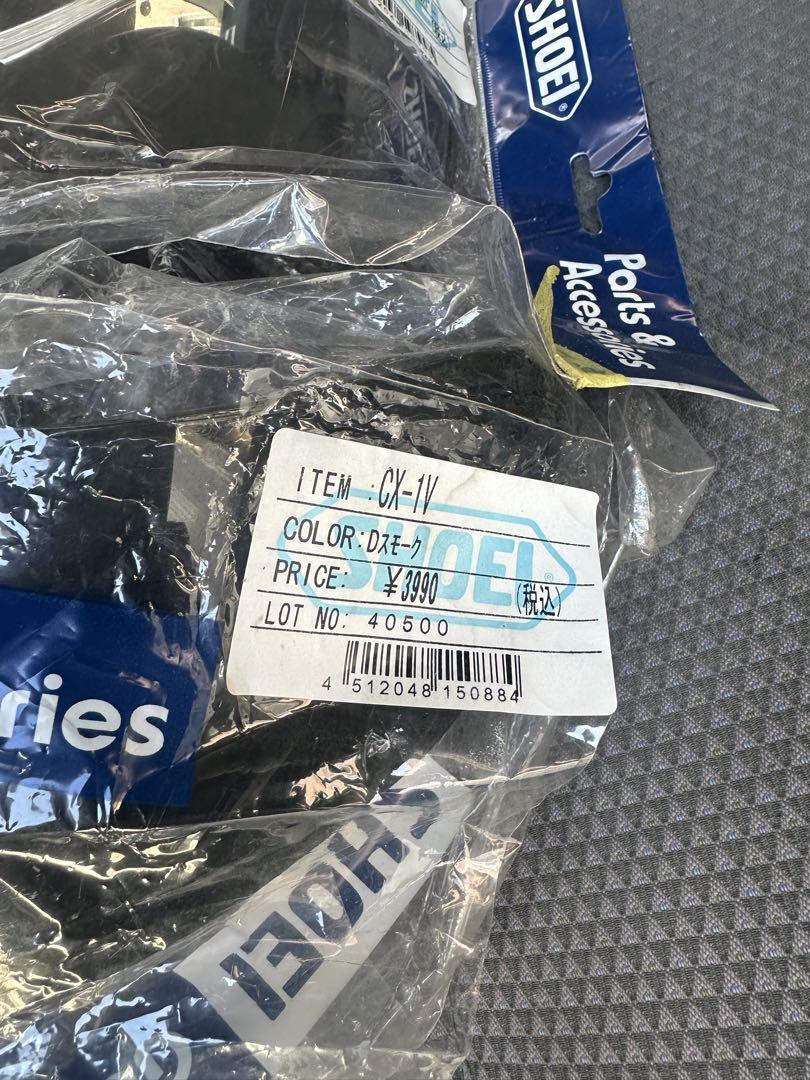 SHOEI
Parts &
Accessories
ITEM :CX-1V
COLOR:Dスモーク
PRICE: ¥3990 (税込)
LOT NO: 40500
SHOEI
4 512048 150884
ries
SHOEI